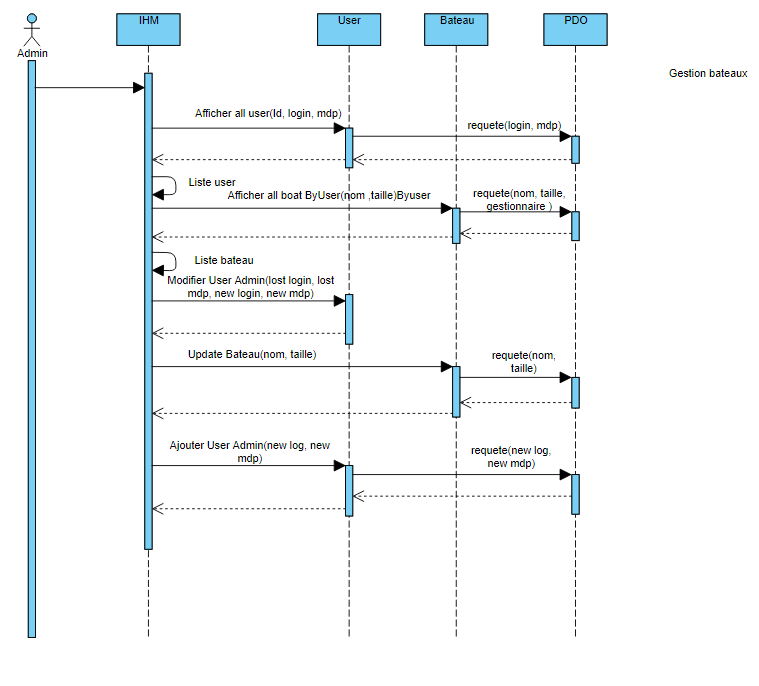 IHM
User
Bateau
PDO
Admin
Gestion bateaux
Afficher all user(Id, login, mdp)
requete(login, mdp)
Liste user
Afficher all boat ByUser(nom ,taille)Byuser
requete(nom, taille,
gestionnaire )
Liste bateau
Modifier User Admin(lost login, lost
mdp, new login, new mdp)
Update Bateau(nom, taille)
requete(nom,
taille)
Ajouter User Admin(new log, new
mdp)
requete(new log,
new mdp)